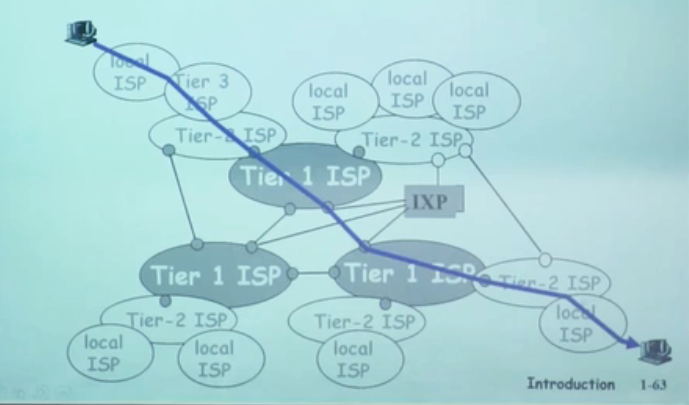 local
ISP
Tier 3
ISP
Tier-2 ISP
local
ISP
local
ISP
local
ISP
Tier-2 ISP
Tier 1 ISP
IXP
Tier 1 ISP
Tier 1 ISP
Tier-2 ISP
Tier-2 ISP
Tier-2 ISP
local
ISP
local
ISP
local
ISP
local
ISP
Introduction 1-63